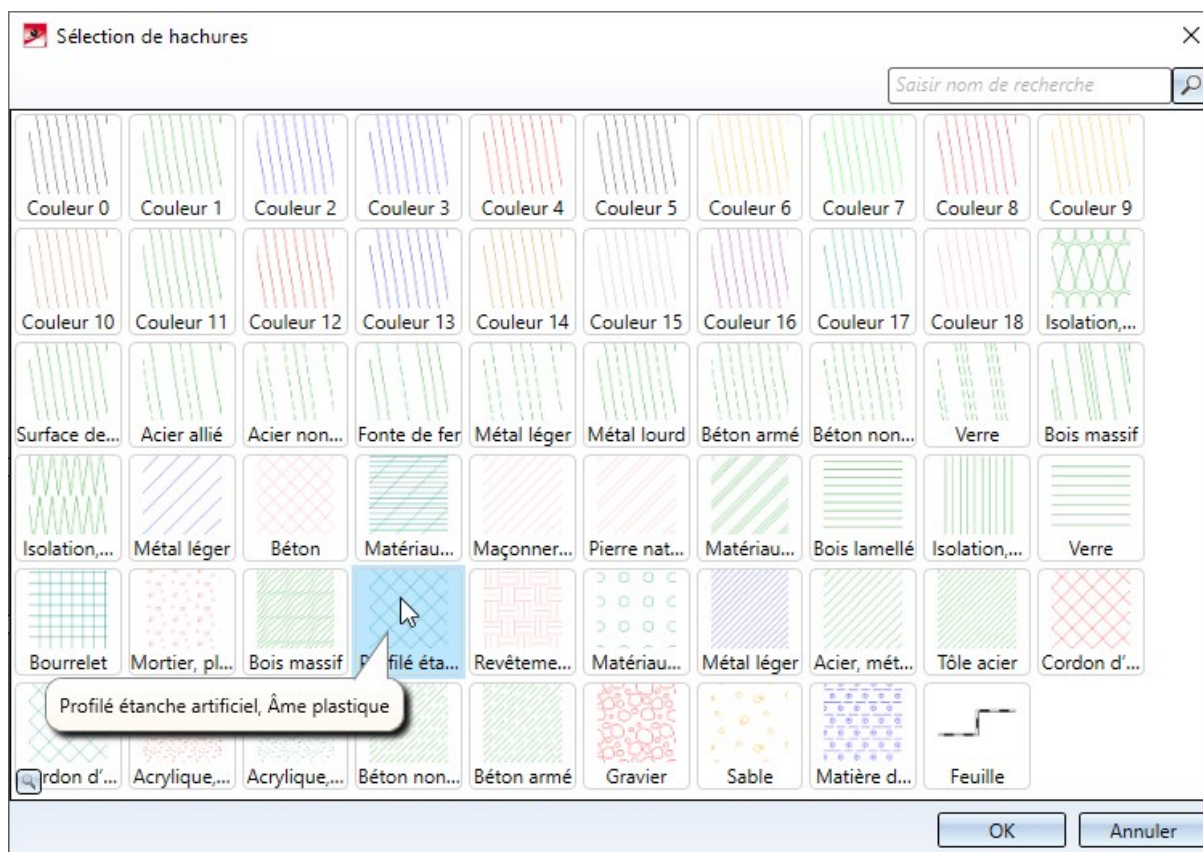 Sélection de hachures
Saisir nom de recherche
Couleur 0 Couleur 1 Couleur 2 Couleur 3 Couleur 4 Couleur 5 Couleur 6 Couleur 7 Couleur 8 Couleur 9
Couleur 10 Couleur 11 Couleur 12 Couleur 13 Couleur 14 Couleur 15 Couleur 16 Couleur 17 Couleur 18 Isolation,...
Surface de... Acier allié Acier non... Fonte de fer Métal léger Métal lourd Béton armé Béton non... Verre Bois massif
Isolation,... Métal léger Béton Matériau... Maçonner... Pierre nat... Matériau... Bois lamellé Isolation,... Verre
Bourrelet Mortier, pl... Bois massif P filé éta... Revêteme... Matériau... Métal léger Acier, mét... Tôle acier Cordon d'...
Profilé étanche artificiel, Âme plastique
rdon d'... Acrylique,... Acrylique,... Béton non... Béton armé Gravier Sable Matière d... Feuille
OK Annuler